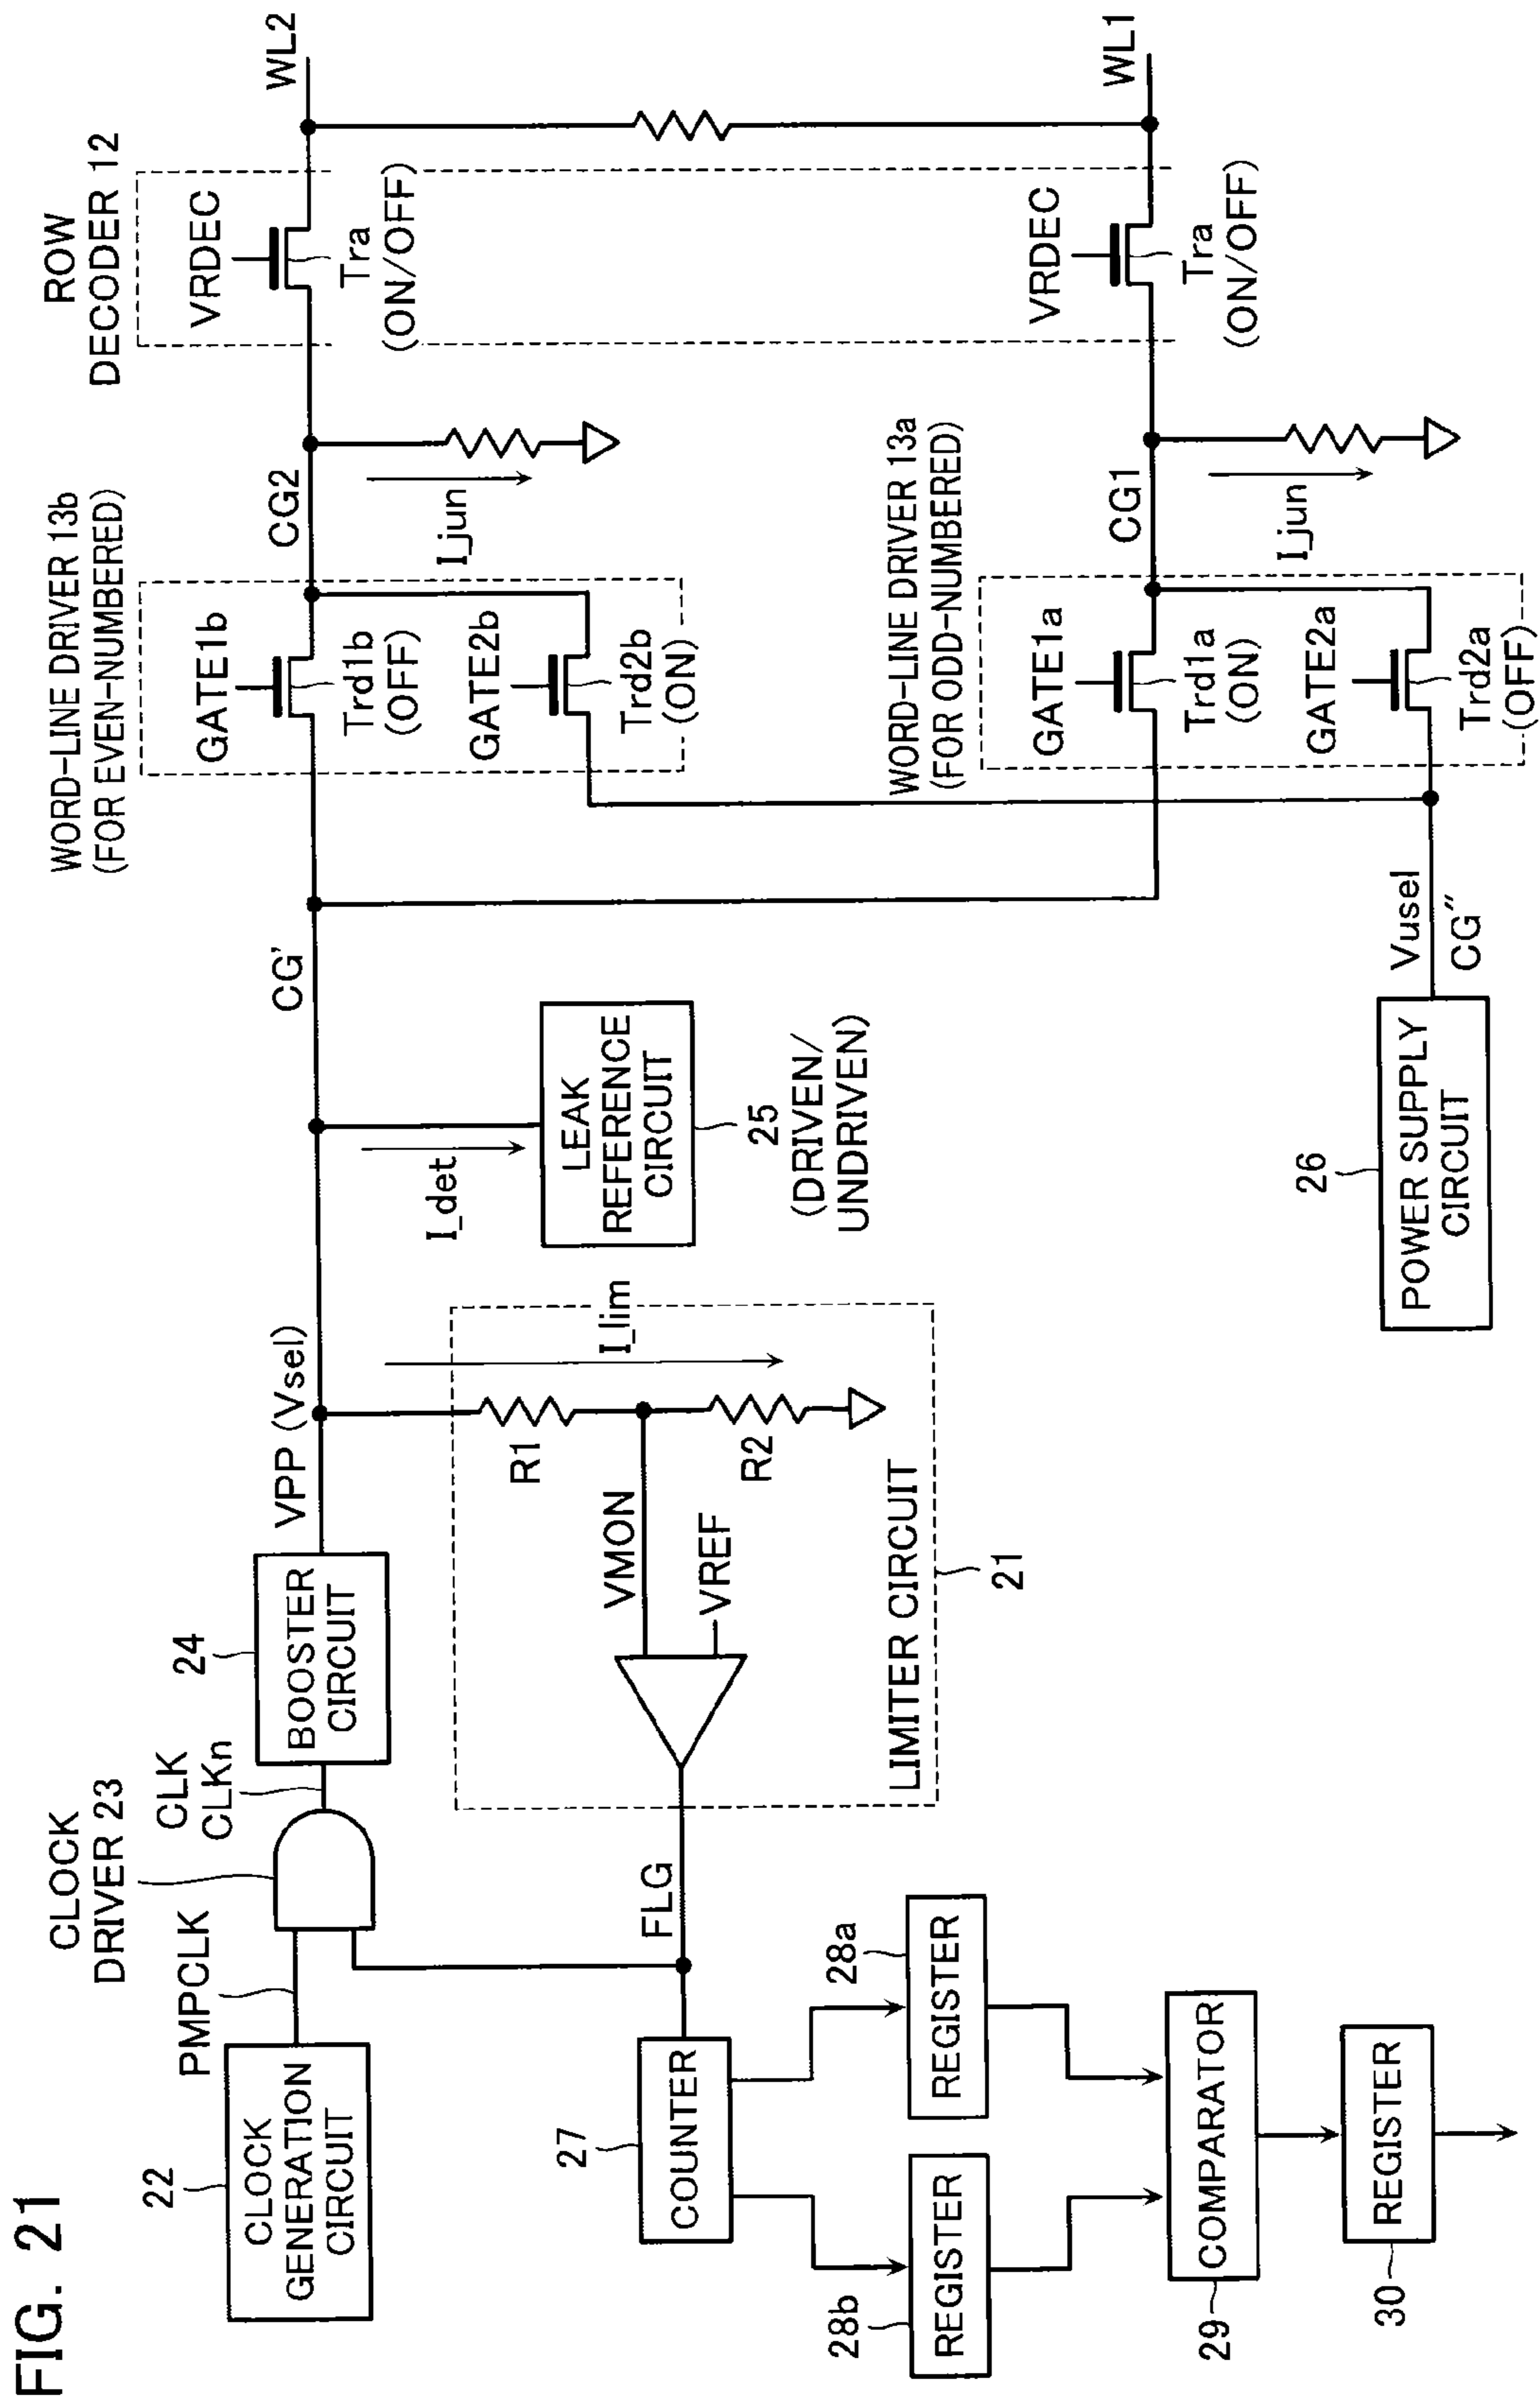 FIG. 21
22
CLOCK
GENERATION
CIRCUIT
PMPCLK
CLOCK
DRIVER 23
CLK
CLKn
24
BOOSTER
CIRCUIT
VPP (Vsel)
I_lim
R1
R2
VMON
VREF
LIMITER CIRCUIT
21
FLG
27
COUNTER
28a
REGISTER
28b
REGISTER
29
COMPARATOR
30
REGISTER
I_det
LEAK
REFERENCE
CIRCUIT
25
(DRIVEN/
UNDRIVEN)
CG'
26
POWER SUPPLY
CIRCUIT
Vusel
CG"
WORD-LINE DRIVER 13b
(FOR EVEN-NUMBERED)
GATE1b
Trd1b
(OFF)
GATE2b
Trd2b
(ON)
CG2
I_jun
WORD-LINE DRIVER 13a
(FOR ODD-NUMBERED)
GATE1a
Trd1a
(ON)
GATE2a
Trd2a
(OFF)
CG1
I_jun
ROW
DECODER 12
VRDEC
Tra
(ON/OFF)
VRDEC
Tra
(ON/OFF)
WL2
WL1